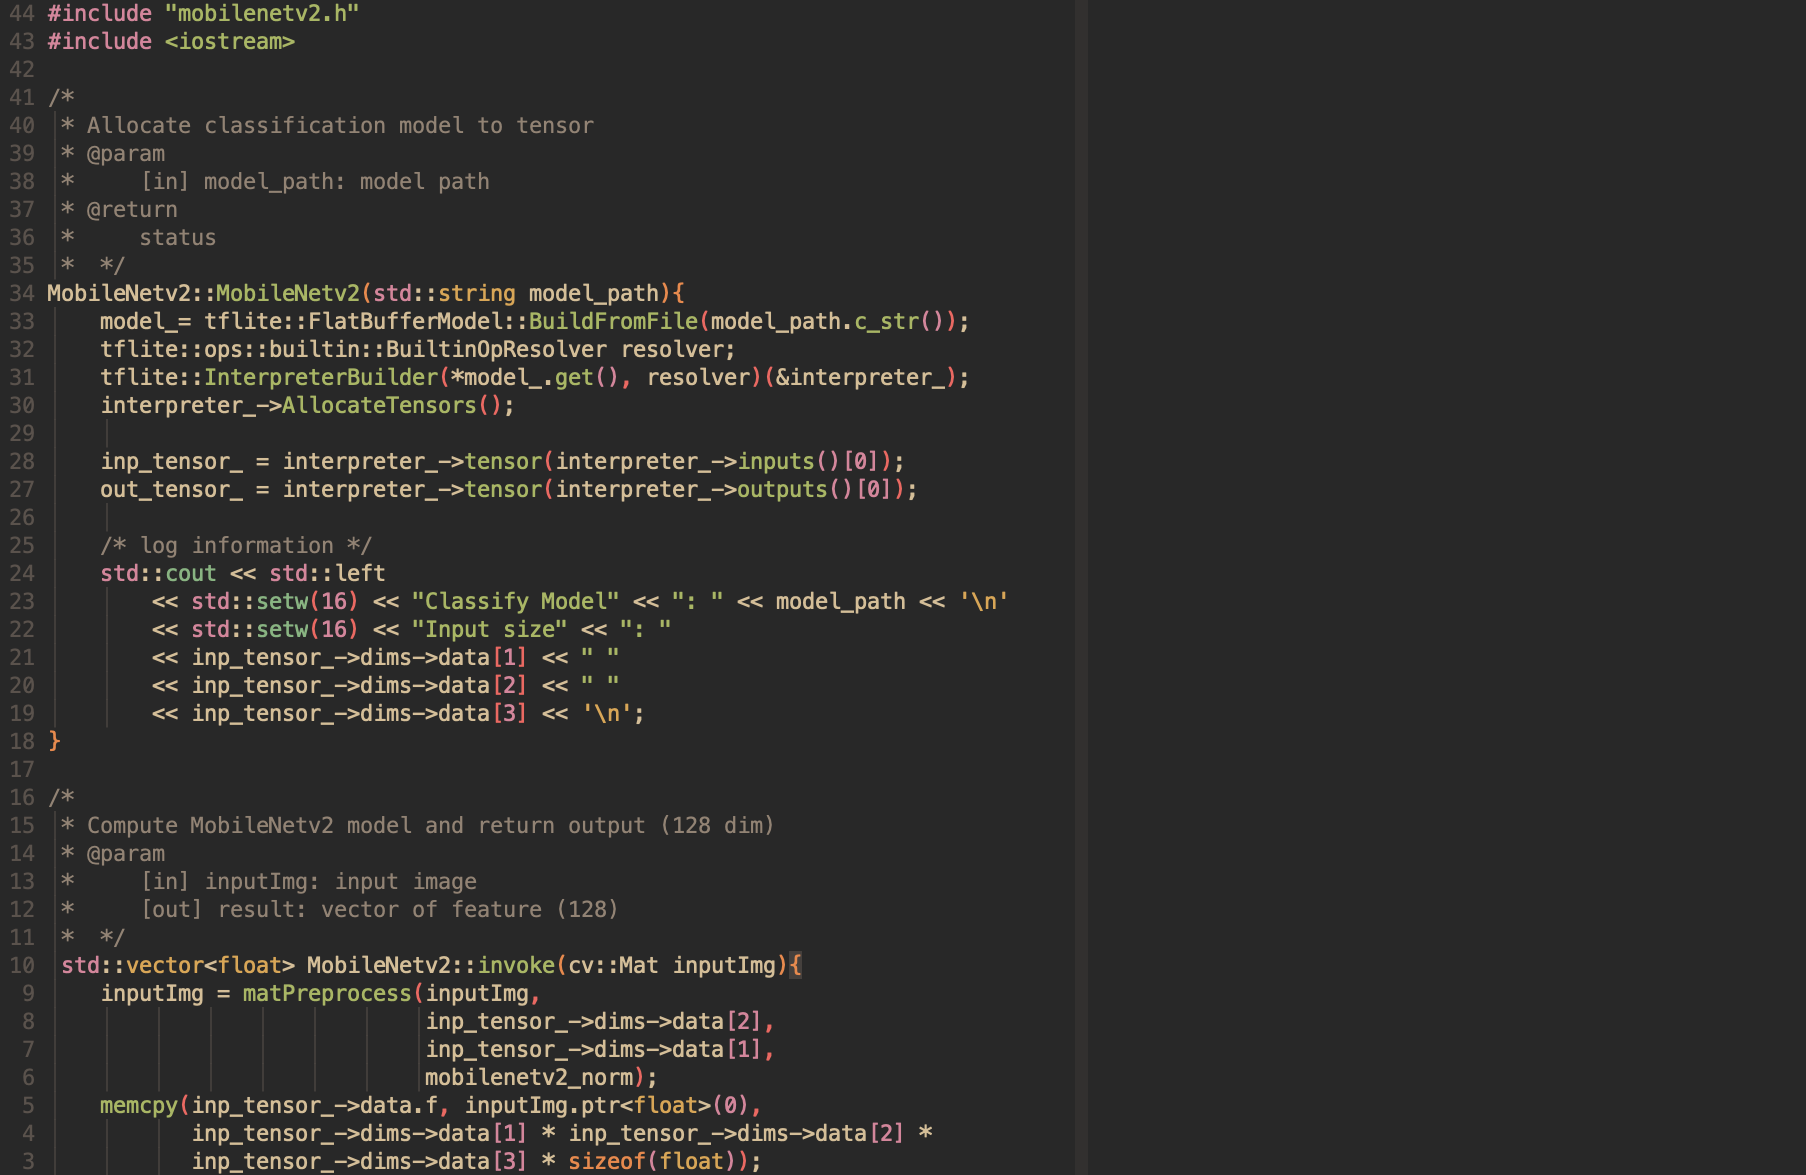 44 #include "mobilenetv2.h"
43 #include <iostream>
42
41 /*
40  * Allocate classification model to tensor
39  * @param
38  *     [in] model_path: model path
37  * @return
36  *     status
35  *  */
34 MobileNetv2::MobileNetv2(std::string model_path){
33     model_= tflite::FlatBufferModel::BuildFromFile(model_path.c_str());
32     tflite::ops::builtin::BuiltinOpResolver resolver;
31     tflite::InterpreterBuilder(*model_.get(), resolver)(&interpreter_);
30     interpreter_->AllocateTensors();
29
28     inp_tensor_ = interpreter_->tensor(interpreter_->inputs()[0]);
27     out_tensor_ = interpreter_->tensor(interpreter_->outputs()[0]);
26
25     /* log information */
24     std::cout << std::left
23         << std::setw(16) << "Classify Model" << ": " << model_path << '\n'
22         << std::setw(16) << "Input size" << ": "
21         << inp_tensor_->dims->data[1] << " "
20         << inp_tensor_->dims->data[2] << " "
19         << inp_tensor_->dims->data[3] << '\n';
18 }
17
16 /*
15  * Compute MobileNetv2 model and return output (128 dim)
14  * @param
13  *     [in] inputImg: input image
12  *     [out] result: vector of feature (128)
11  *  */
10  std::vector<float> MobileNetv2::invoke(cv::Mat inputImg){
9     inputImg = matPreprocess(inputImg,
8                              inp_tensor_->dims->data[2],
7                              inp_tensor_->dims->data[1],
6                              mobilenetv2_norm);
5     memcpy(inp_tensor_->data.f, inputImg.ptr<float>(0),
4            inp_tensor_->dims->data[1] * inp_tensor_->dims->data[2] *
3            inp_tensor_->dims->data[3] * sizeof(float));